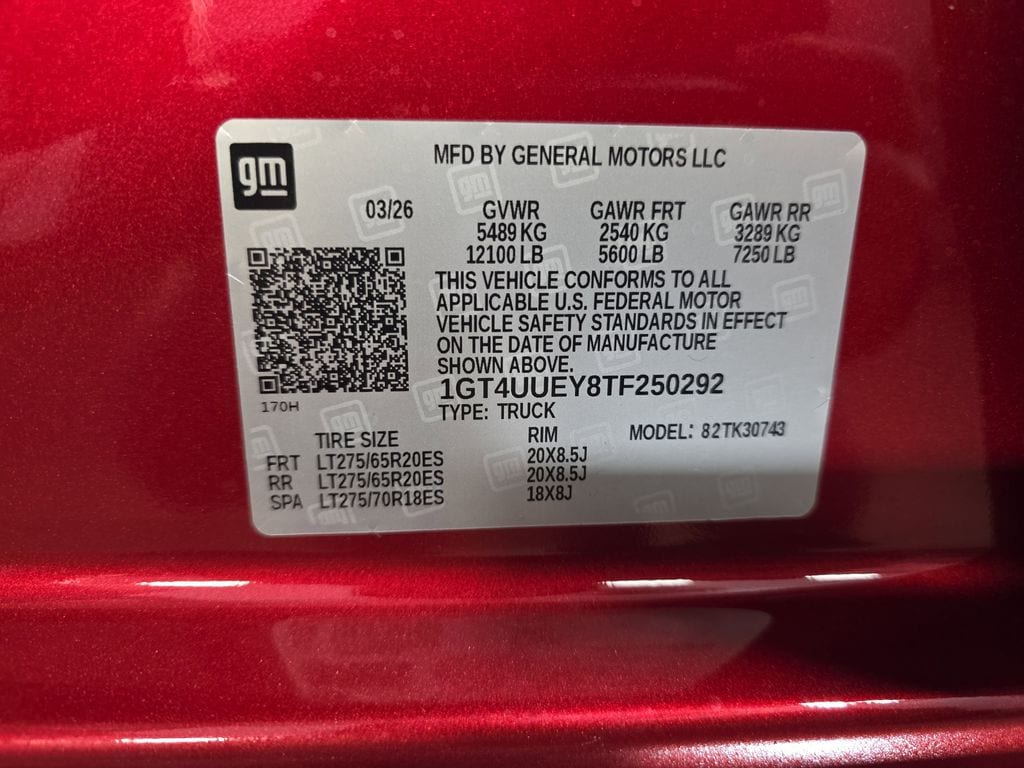 gm
MFD BY GENERAL MOTORS LLC
03/26 GVWR GAWR FRT GAWR RR
5489 KG 2540 KG 3289 KG
12100 LB 5600 LB 7250 LB
THIS VEHICLE CONFORMS TO ALL
APPLICABLE U.S. FEDERAL MOTOR
VEHICLE SAFETY STANDARDS IN EFFECT
ON THE DATE OF MANUFACTURE
SHOWN ABOVE.
1GT4UUEY8TF250292
170H
TYPE: TRUCK
TIRE SIZE RIM MODEL: 82TK30743
FRT LT275/65R20ES 20X8.5J
RR LT275/65R20ES 20X8.5J
SPA LT275/70R18ES 18X8J